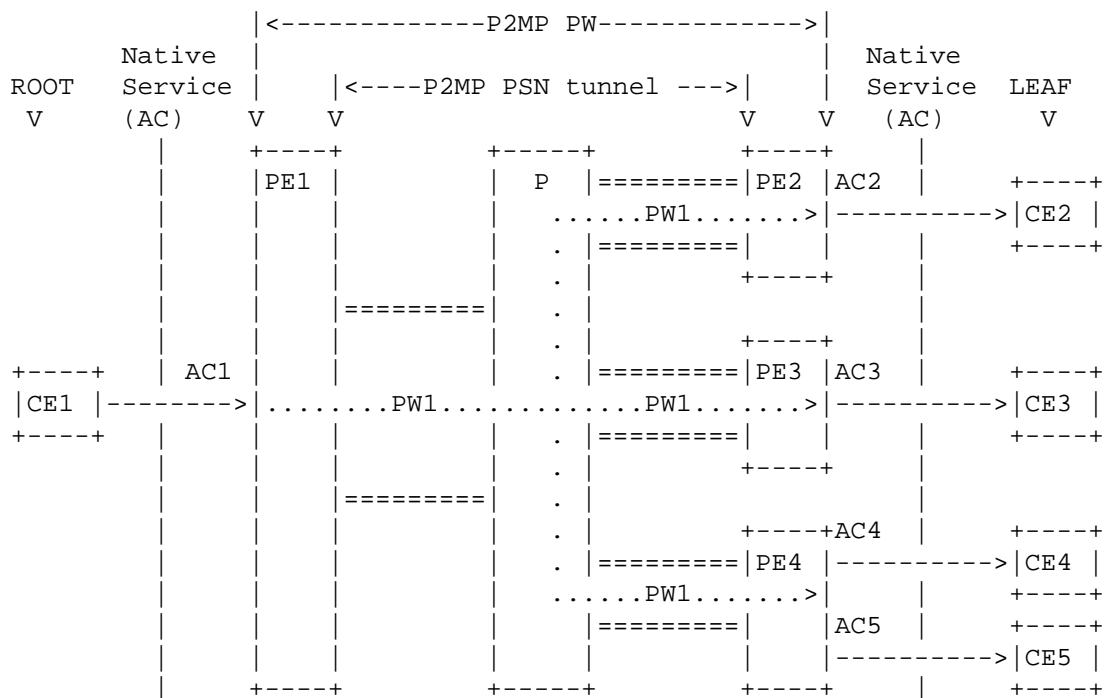 |<-------------P2MP PW------------->|
Native | | Native
ROOT Service | |<----P2MP PSN tunnel --->| | Service LEAF
V (AC) V V V V (AC) V
| +----+ +-----+ +----+ |
| |PE1 | | P |=========|PE2 |AC2 | +----+
| | | | ......PW1.......>|---------->|CE2 |
| | | | . |=========| | | +----+
| | | | . | +----+ |
| | |=========| . | |
| | | | . | +----+ |
+----+ | AC1 | | | . |=========|PE3 |AC3 | +----+
|CE1 |-------->|........PW1.............PW1.......>|---------->|CE3 |
+----+ | | | | . |=========| | | +----+
| | | | . | +----+ |
| | |=========| . | |
| | | | . | +----+AC4 | +----+
| | | | . |=========|PE4 |---------->|CE4 |
| | | | ......PW1.......>| | +----+
| | | | |=========| |AC5 | +----+
| | | | | | |---------->|CE5 |
| +----+ +-----+ +----+ | +----+